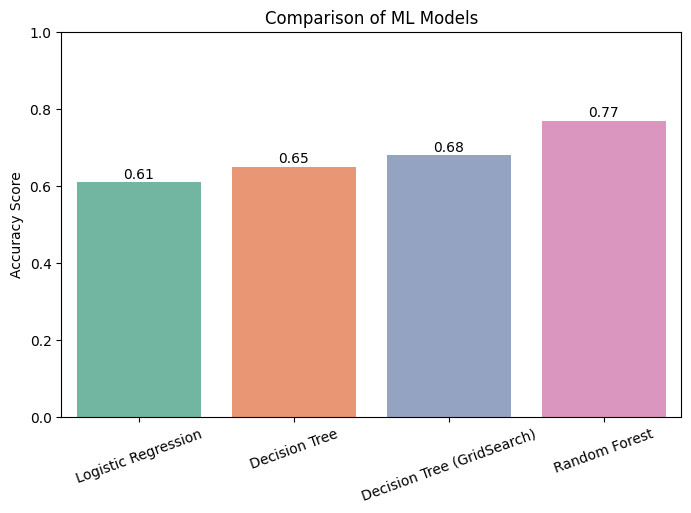 Comparison of ML Models
Accuracy Score
1.0
0.8
0.6
0.4
0.2
0.0
0.61
0.65
0.68
0.77
Logistic Regression
Decision Tree
Decision Tree (GridSearch)
Random Forest